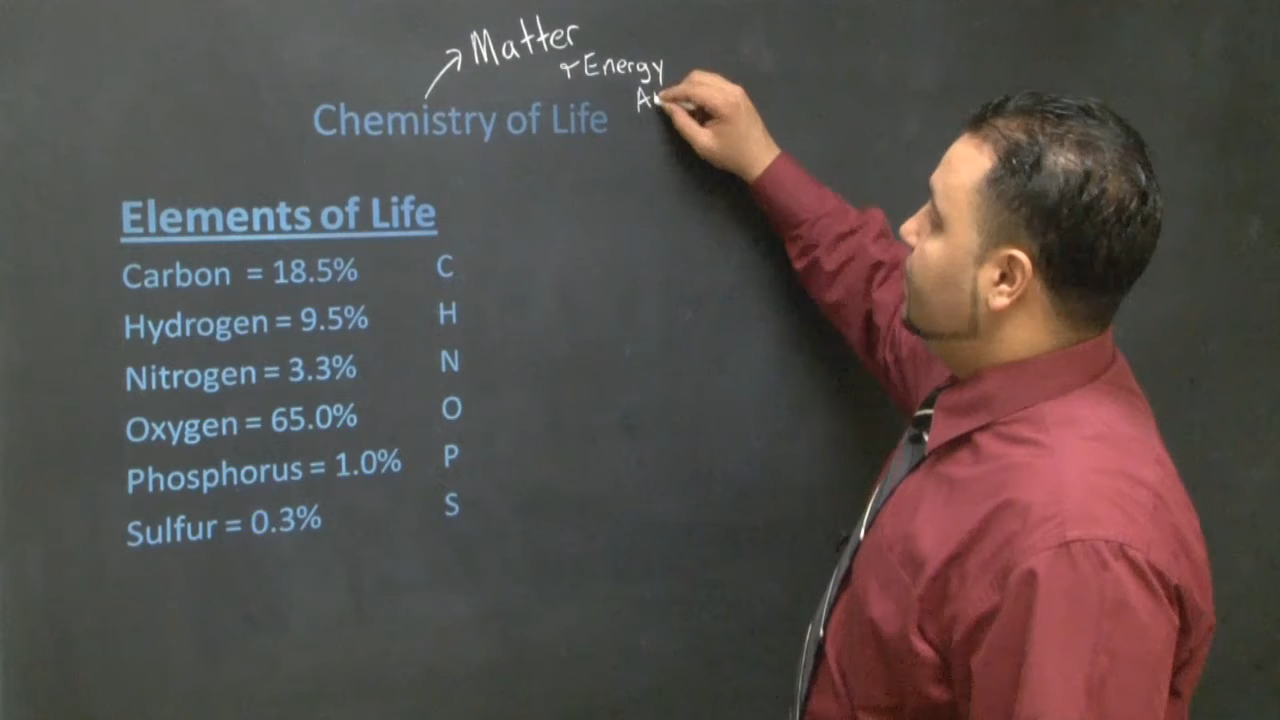 Matter
+ Energy
Chemistry of Life
Elements of Life
Carbon = 18.5% C
Hydrogen = 9.5% H
Nitrogen = 3.3% N
Oxygen = 65.0% O
Phosphorus = 1.0% P
Sulfur = 0.3% S